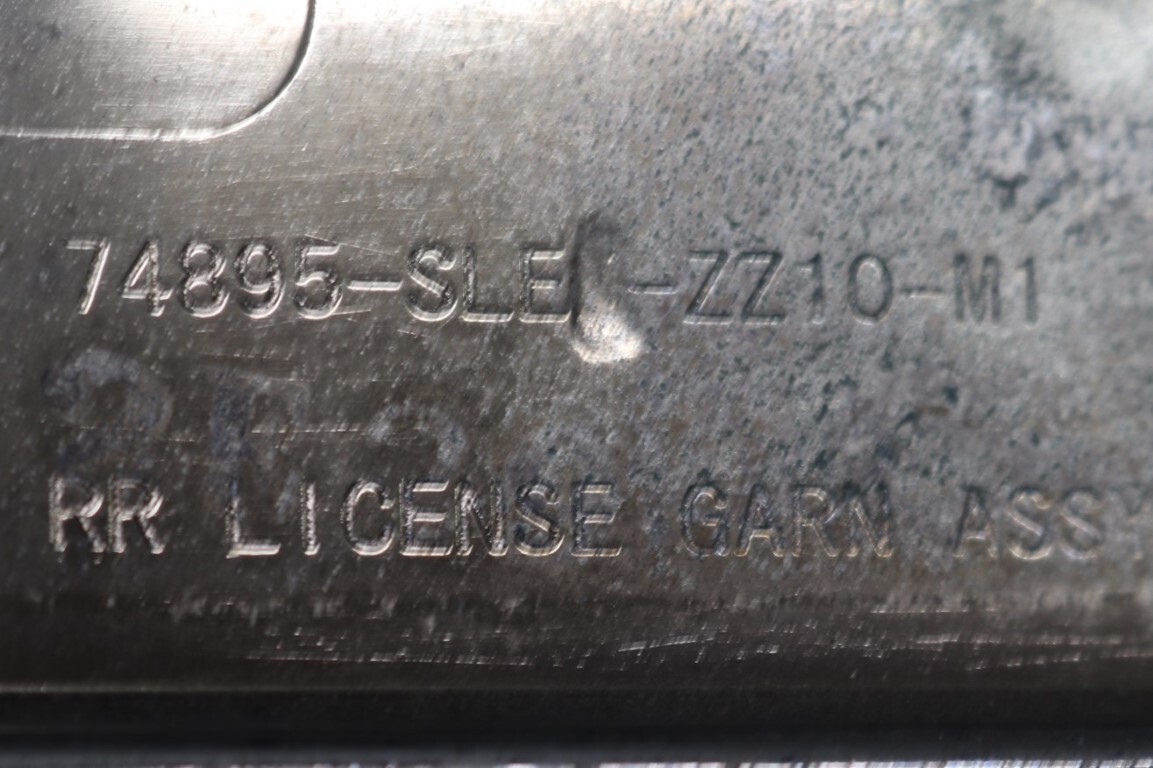 74895-SLE -ZZ10-M1
RR LICENSE GARN ASSY